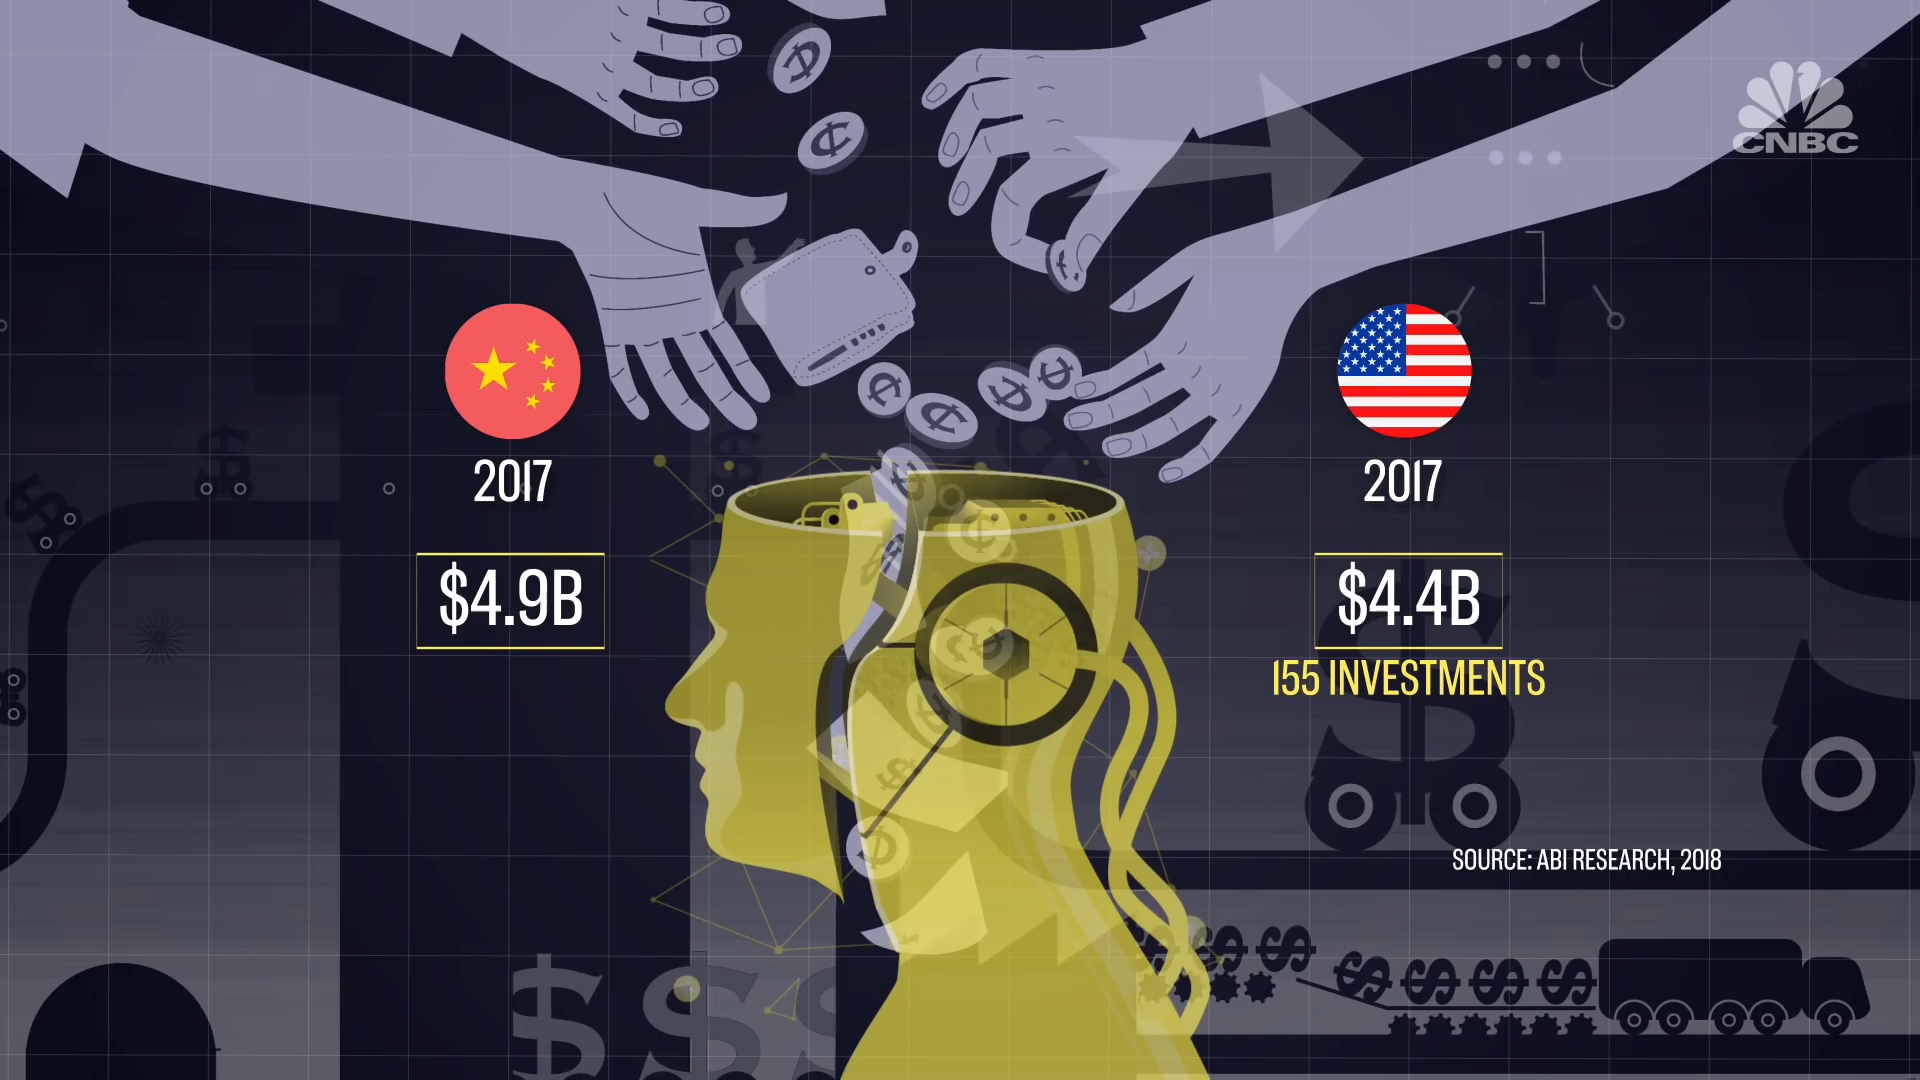 CNBC
2017
2017
$4.9B
$4.4B
155 INVESTMENTS
SOURCE: ABI RESEARCH, 2018